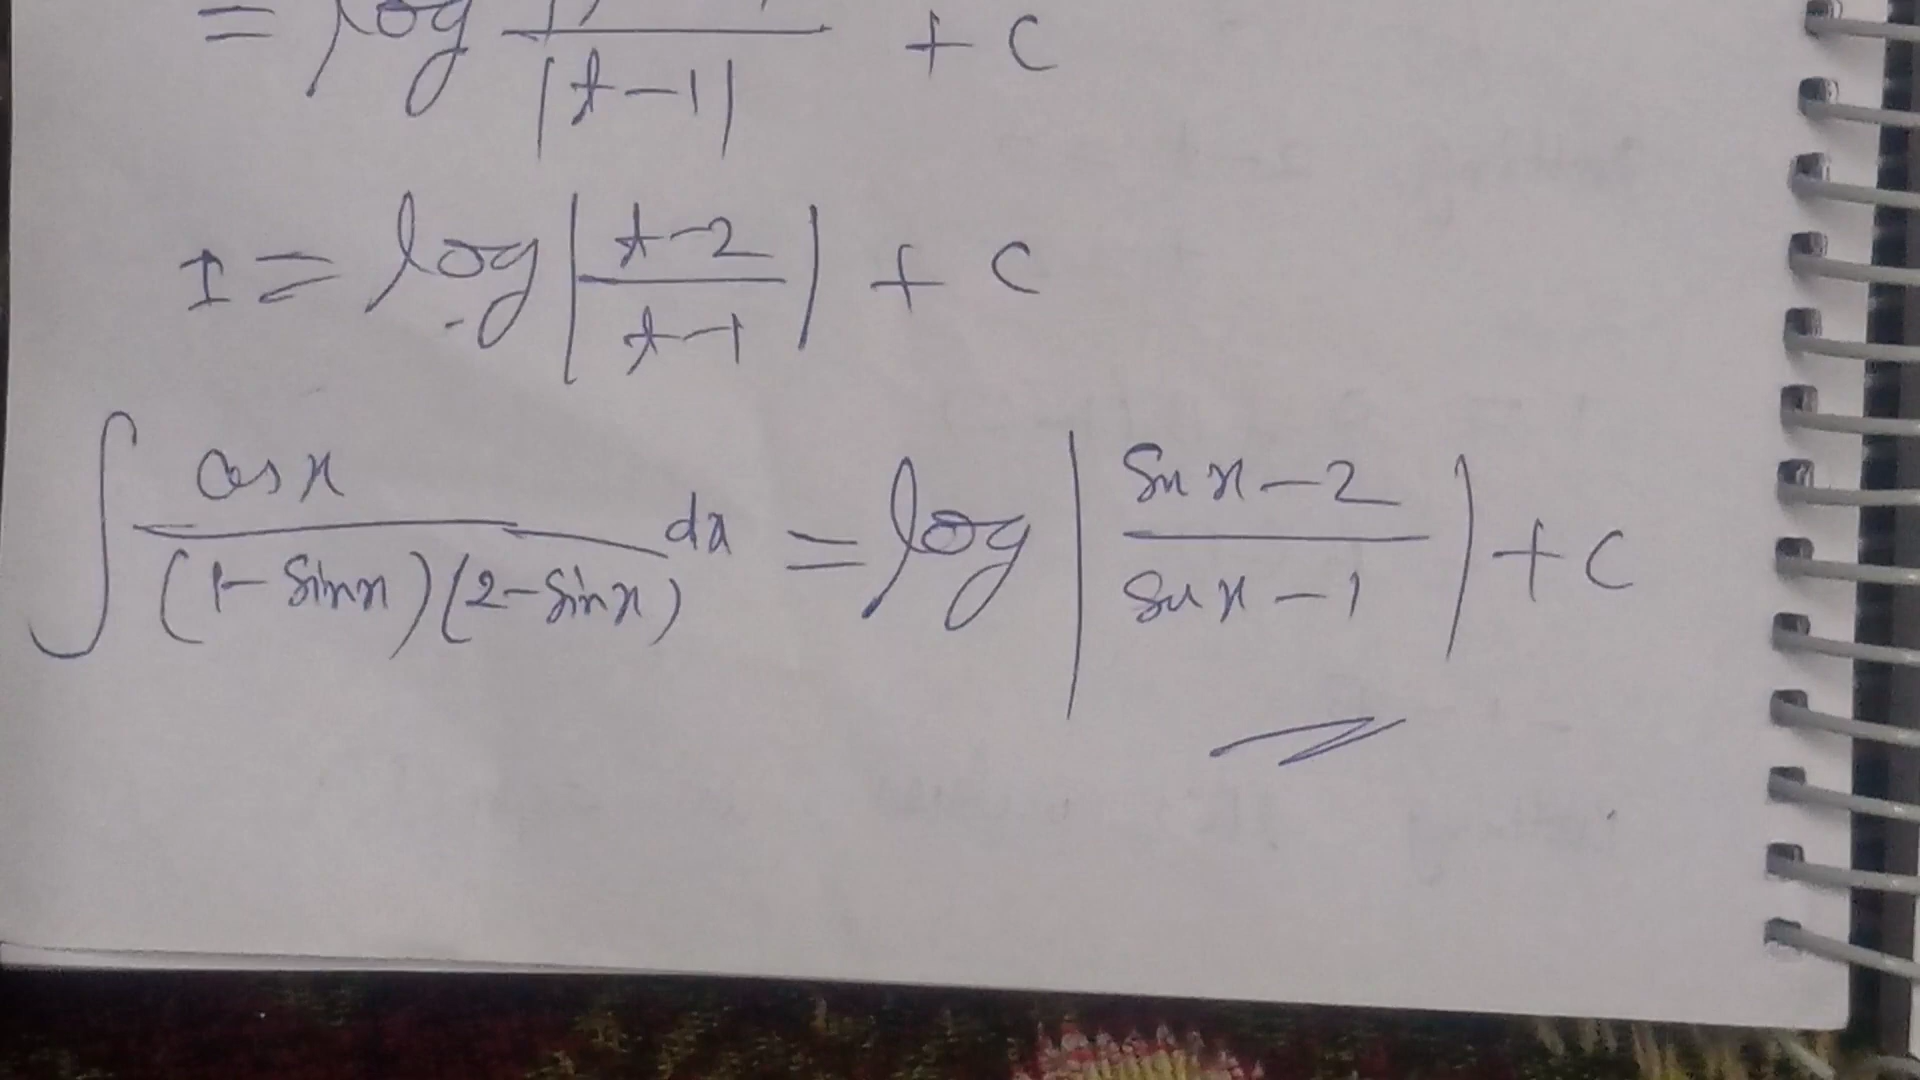 = log / |t-1| + c
I = log | t-2 / t-1 | + c
∫ cos x / (1- sin x)(2- sin x) dx = log | sin x - 2 / sin x - 1 | + c